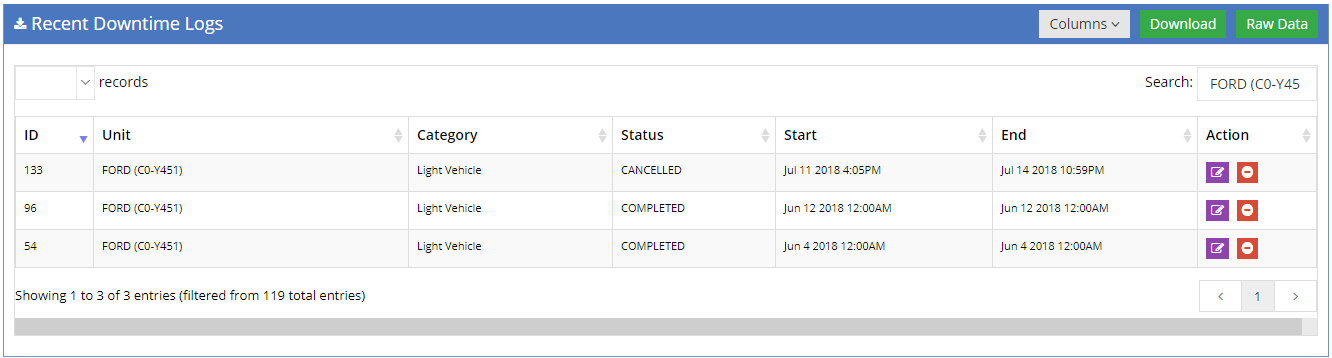 Recent Downtime Logs Columns Download Raw Data
records Search: FORD (C0-Y45
ID Unit Category Status Start End Action
133 FORD (C0-Y451) Light Vehicle CANCELLED Jul 11 2018 4:05PM Jul 14 2018 10:59PM
96 FORD (C0-Y451) Light Vehicle COMPLETED Jun 12 2018 12:00AM Jun 12 2018 12:00AM
54 FORD (C0-Y451) Light Vehicle COMPLETED Jun 4 2018 12:00AM Jun 4 2018 12:00AM
Showing 1 to 3 of 3 entries (filtered from 119 total entries) 1